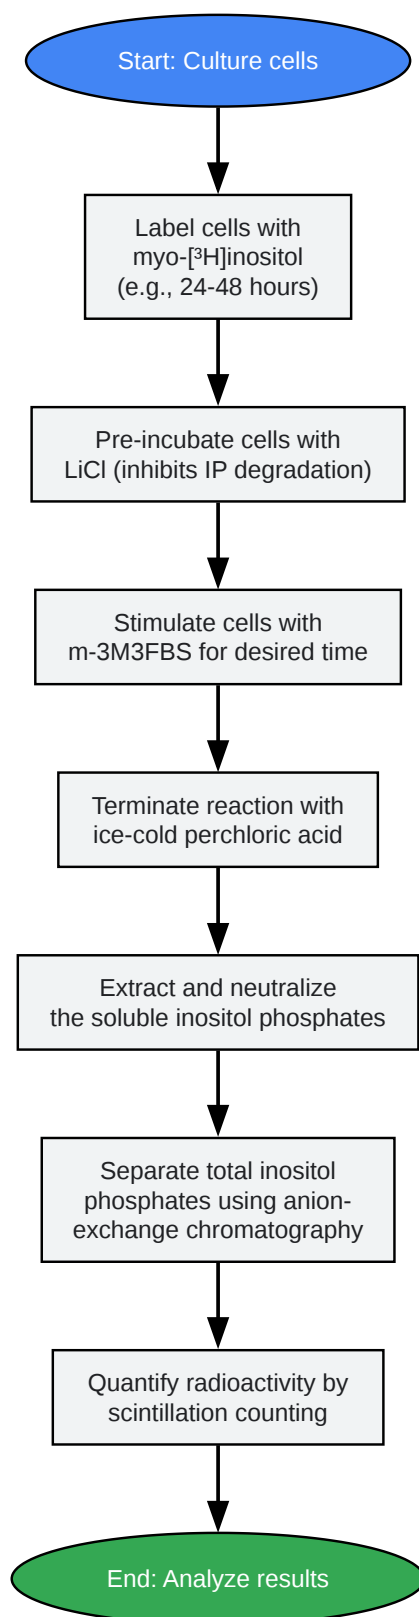 Start: Culture cells
Label cells with
myo-[³H]inositol
(e.g., 24-48 hours)
Pre-incubate cells with
LiCl (inhibits IP degradation)
Stimulate cells with
m-3M3FBS for desired time
Terminate reaction with
ice-cold perchloric acid
Extract and neutralize
the soluble inositol phosphates
Separate total inositol
phosphates using anion-
exchange chromatography
Quantify radioactivity by
scintillation counting
End: Analyze results